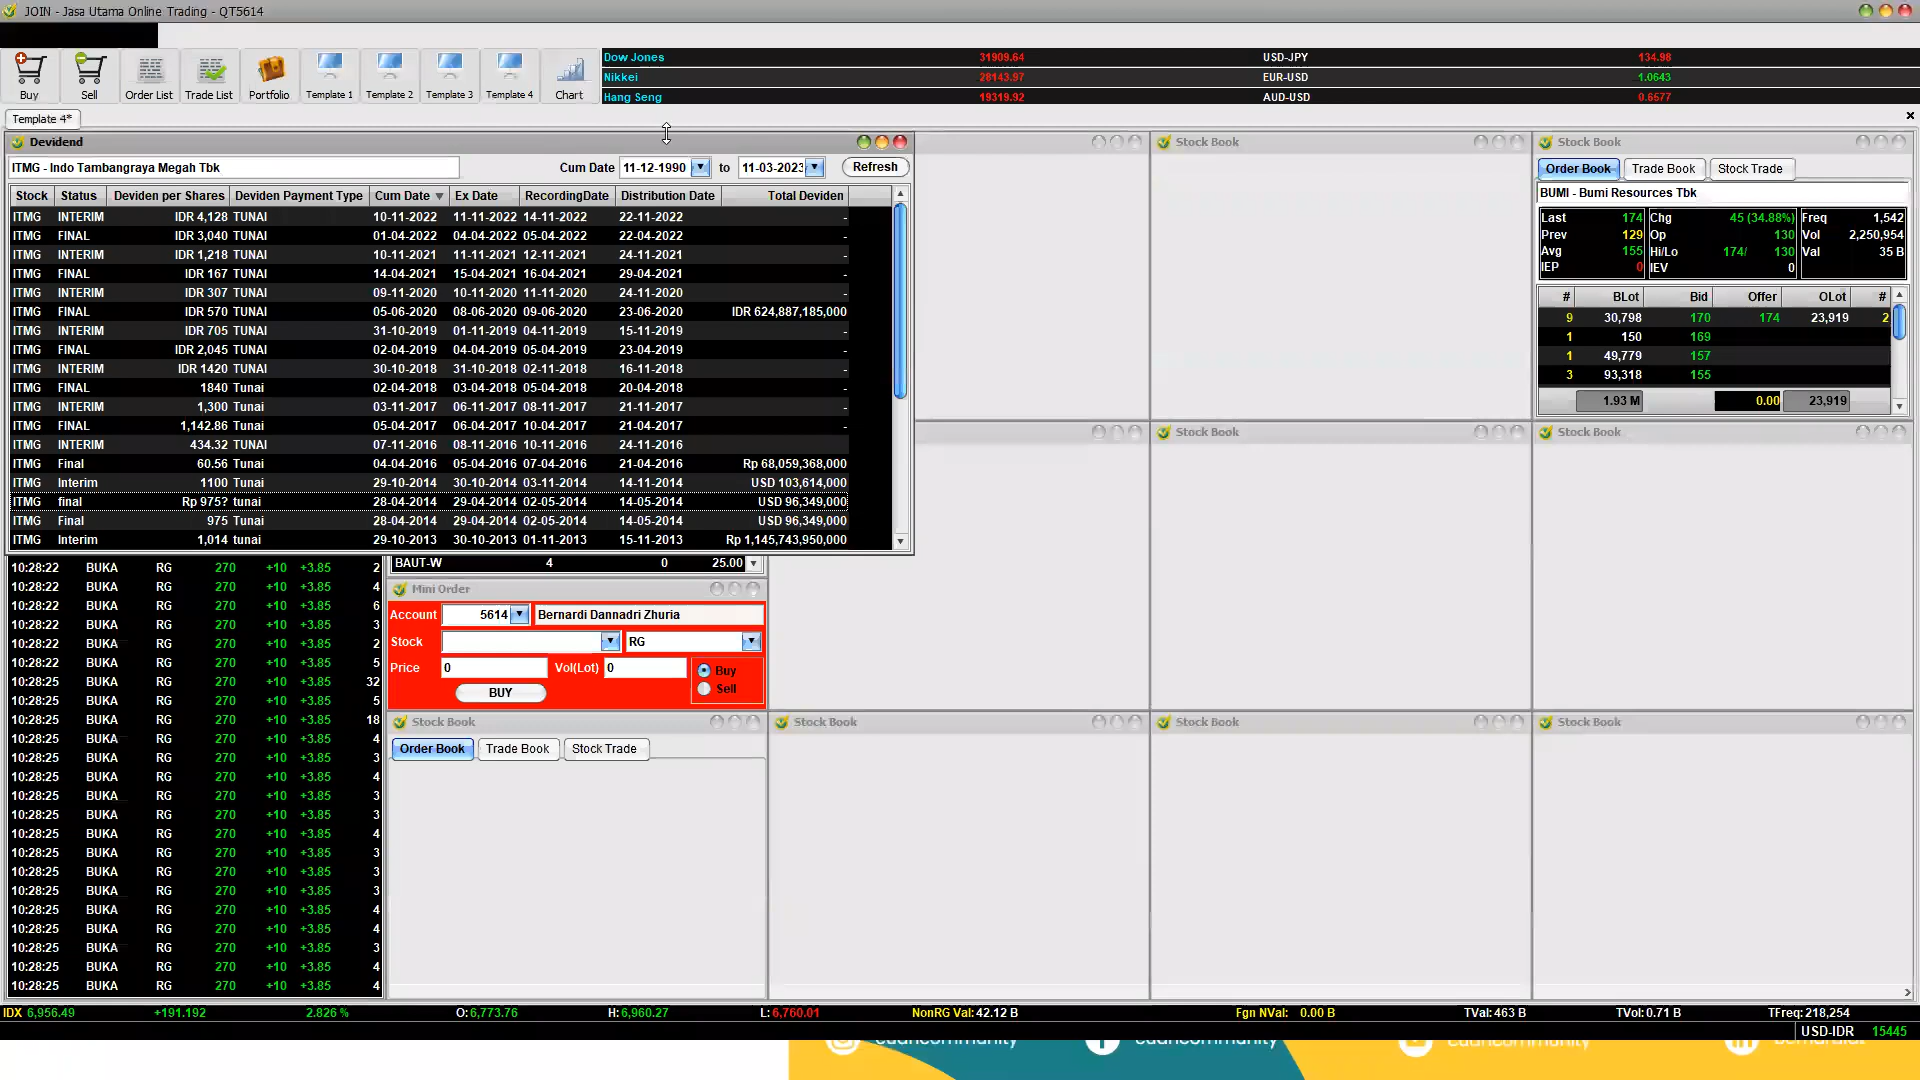 JOIN - Jasa Utama Online Trading - QT5614
Buy
Sell
Order List
Trade List
Portfolio
Template 1
Template 2
Template 3
Template 4
Chart
Dow Jones 31909.64 USD-JPY 134.98
Nikkei 28143.97 EUR-USD 1.0643
Hang Seng 19319.92 AUD-USD 0.6577
Template 4*
Devidend
ITMG - Indo Tambangraya Megah Tbk Cum Date 11-12-1990 to 11-03-2023 Refresh
Stock Status Deviden per Shares Deviden Payment Type Cum Date Ex Date RecordingDate Distribution Date Total Deviden
ITMG INTERIM IDR 4,128 TUNAI 10-11-2022 11-11-2022 14-11-2022 22-11-2022 -
ITMG FINAL IDR 3,040 TUNAI 01-04-2022 04-04-2022 05-04-2022 22-04-2022 -
ITMG INTERIM IDR 1,218 TUNAI 10-11-2021 11-11-2021 12-11-2021 24-11-2021 -
ITMG FINAL IDR 167 TUNAI 14-04-2021 15-04-2021 16-04-2021 29-04-2021 -
ITMG INTERIM IDR 307 TUNAI 09-11-2020 10-11-2020 11-11-2020 24-11-2020 -
ITMG FINAL IDR 570 TUNAI 05-06-2020 08-06-2020 09-06-2020 23-06-2020 IDR 624,887,185,000
ITMG INTERIM IDR 705 TUNAI 31-10-2019 01-11-2019 04-11-2019 15-11-2019 -
ITMG FINAL IDR 2,045 TUNAI 02-04-2019 04-04-2019 05-04-2019 23-04-2019 -
ITMG INTERIM IDR 1420 TUNAI 30-10-2018 31-10-2018 02-11-2018 16-11-2018 -
ITMG FINAL 1840 Tunai 02-04-2018 03-04-2018 05-04-2018 20-04-2018 -
ITMG INTERIM 1,300 Tunai 03-11-2017 06-11-2017 08-11-2017 21-11-2017 -
ITMG FINAL 1,142.86 Tunai 05-04-2017 06-04-2017 10-04-2017 21-04-2017 -
ITMG INTERIM 434.32 TUNAI 07-11-2016 08-11-2016 10-11-2016 24-11-2016
ITMG Final 60.56 Tunai 04-04-2016 05-04-2016 07-04-2016 21-04-2016 Rp 68,059,368,000
ITMG Interim 1100 Tunai 29-10-2014 30-10-2014 03-11-2014 14-11-2014 USD 103,614,000
ITMG final Rp 975? tunai 28-04-2014 29-04-2014 02-05-2014 14-05-2014 USD 96,349,000
ITMG Final 975 Tunai 28-04-2014 29-04-2014 02-05-2014 14-05-2014 USD 96,349,000
ITMG Interim 1,014 tunai 29-10-2013 30-10-2013 01-11-2013 15-11-2013 Rp 1,145,743,950,000
Stock Book
Stock Book
Order Book Trade Book Stock Trade
BUMI - Bumi Resources Tbk
Last 174 Chg 45 (34.88%) Freq 1,542
Prev 129 Op 130 Vol 2,250,954
Avg 155 Hi/Lo 174/ 130 Val 35 B
IEP 0 IEV 0
# BLot Bid Offer OLot #
9 30,798 170 174 23,919 2
1 150 169
1 49,779 157
3 93,318 155
1.93 M 0.00 23,919
Stock Book
Stock Book
10:28:22 BUKA RG 270 +10 +3.85 2
10:28:22 BUKA RG 270 +10 +3.85 4
10:28:22 BUKA RG 270 +10 +3.85 6
10:28:22 BUKA RG 270 +10 +3.85 3
10:28:22 BUKA RG 270 +10 +3.85 2
10:28:22 BUKA RG 270 +10 +3.85 5
10:28:25 BUKA RG 270 +10 +3.85 32
10:28:25 BUKA RG 270 +10 +3.85 5
10:28:25 BUKA RG 270 +10 +3.85 18
10:28:25 BUKA RG 270 +10 +3.85 4
10:28:25 BUKA RG 270 +10 +3.85 3
10:28:25 BUKA RG 270 +10 +3.85 4
10:28:25 BUKA RG 270 +10 +3.85 3
10:28:25 BUKA RG 270 +10 +3.85 3
10:28:25 BUKA RG 270 +10 +3.85 4
10:28:25 BUKA RG 270 +10 +3.85 3
10:28:25 BUKA RG 270 +10 +3.85 3
10:28:25 BUKA RG 270 +10 +3.85 3
10:28:25 BUKA RG 270 +10 +3.85 4
10:28:25 BUKA RG 270 +10 +3.85 4
10:28:25 BUKA RG 270 +10 +3.85 3
10:28:25 BUKA RG 270 +10 +3.85 4
10:28:25 BUKA RG 270 +10 +3.85 4
BAUT-W 4 0 25.00
Mini Order
Account 5614 Bernardi Dannadri Zhuria
Stock RG
Price 0 Vol(Lot) 0 Buy
BUY Sell
Stock Book
Order Book Trade Book Stock Trade
Stock Book
Stock Book
Stock Book
IDX 6,956.49 +191.192 2.826 % O: 6,773.76 H: 6,960.27 L: 6,760.01 NonRG Val: 42.12 B Fgn NVal: 0.00 B TVal: 463 B TVol: 0.71 B TFreq: 218,254
USD-IDR 15445